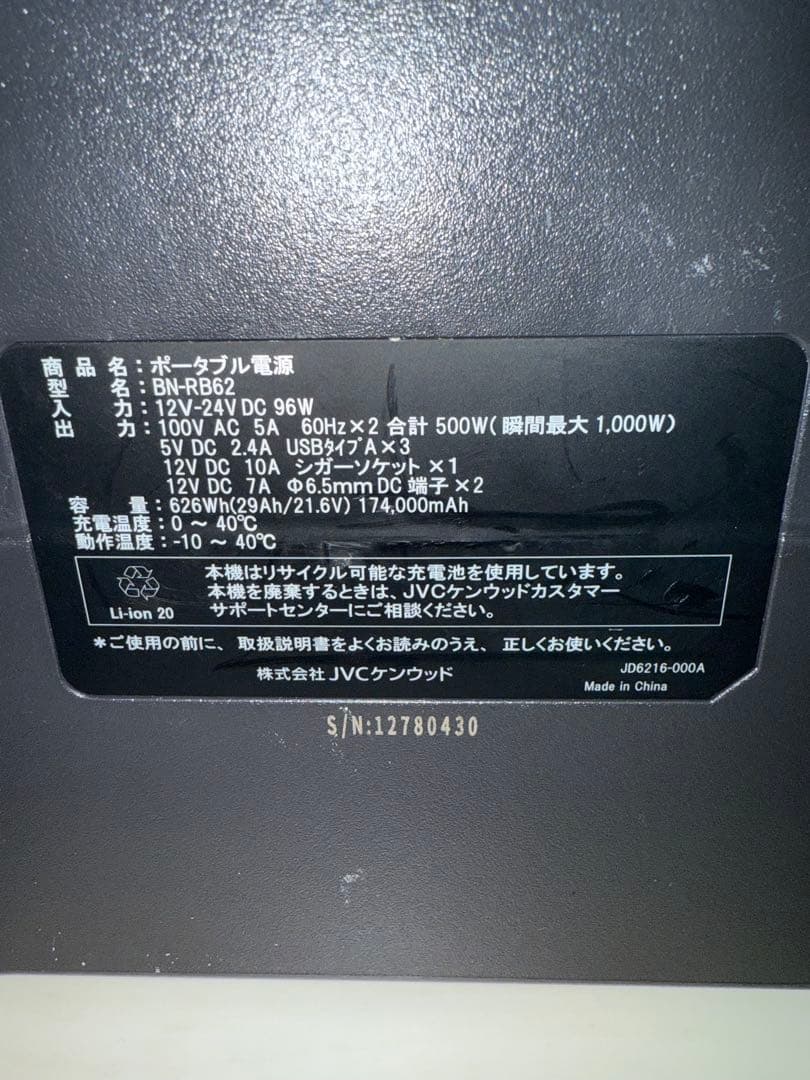 商品名：ポータブル電源
型名：BN-RB62
入力：12V-24V DC 96W
出力：100V AC 5A 60Hz×2 合計 500W(瞬間最大 1,000W)
5V DC 2.4A USBﾀｲﾌﾟA×3
12V DC 10A シガーソケット ×1
12V DC 7A Φ6.5mm DC 端子 ×2
容量：626Wh(29Ah/21.6V) 174,000mAh
充電温度：0 ～ 40℃
動作温度：-10 ～ 40℃
本機はリサイクル可能な充電池を使用しています。
本機を廃棄するときは、JVCケンウッドカスタマー
サポートセンターにご相談ください。
Li-ion 20
＊ご使用の前に、取扱説明書をよくお読みのうえ、正しくお使いください。
株式会社 JVCケンウッド
JD6216-000A
Made in China
S/N:12780430